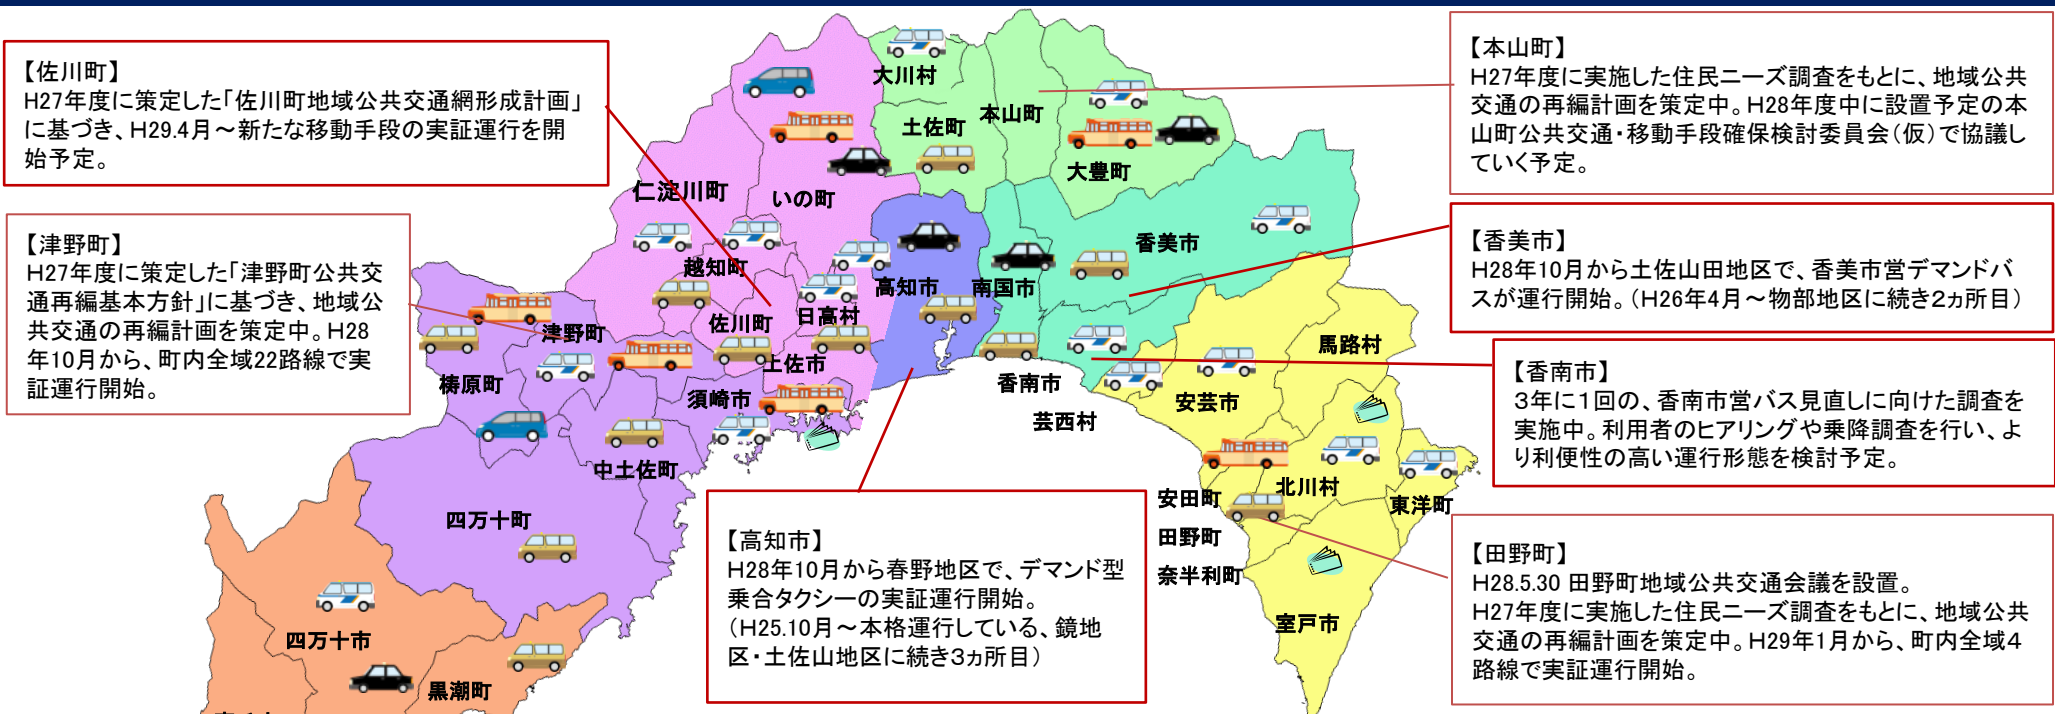 【佐川町】
H27年度に策定した「佐川町地域公共交通網形成計画」
に基づき、H29.4月～新たな移動手段の実証運行を開
始予定。
【津野町】
H27年度に策定した「津野町公共交
通再編基本方針」に基づき、地域公
共交通の再編計画を策定中。H28
年10月から、町内全域22路線で実
証運行開始。
【本山町】
H27年度に実施した住民ニーズ調査をもとに、地域公共
交通の再編計画を策定中。H28年度中に設置予定の本
山町公共交通・移動手段確保検討委員会（仮）で協議し
ていく予定。
【香美市】
H28年10月から土佐山田地区で、香美市営デマンドバ
スが運行開始。（H26年4月～物部地区に続き２ヵ所目）
【香南市】
３年に１回の、香南市営バス見直しに向けた調査を
実施中。利用者のヒアリングや乗降調査を行い、よ
り利便性の高い運行形態を検討予定。
【高知市】
H28年10月から春野地区で、デマンド型
乗合タクシーの実証運行開始。
（H25.10月～本格運行している、鏡地
区・土佐山地区に続き３ヵ所目）
【田野町】
H28.5.30 田野町地域公共交通会議を設置。
H27年度に実施した住民ニーズ調査をもとに、地域公共
交通の再編計画を策定中。H29年1月から、町内全域４
路線で実証運行開始。
大川村
本山町
土佐町
大豊町
仁淀川町
いの町
香美市
越知町
高知市
南国市
佐川町
日高村
津野町
土佐市
馬路村
梼原町
須崎市
香南市
安芸市
芸西村
中土佐町
北川村
安田町
東洋町
四万十町
田野町
奈半利町
室戸市
四万十市
黒潮町